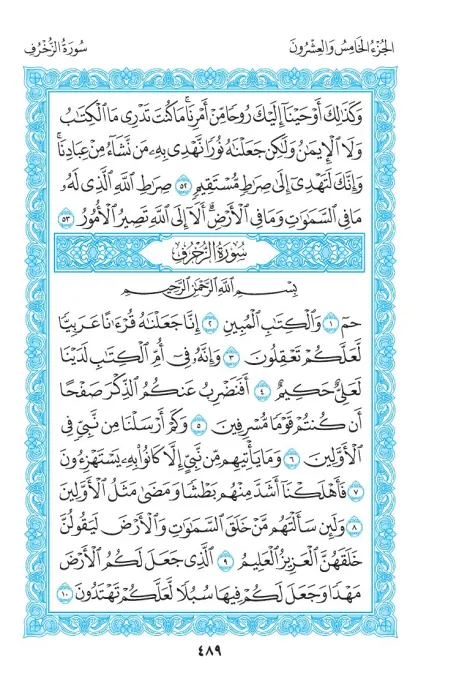 الجزء الخامس والعشرون
سورة الزخرف
وَكَذَٰلِكَ أَوْحَيْنَآ إِلَيْكَ رُوحًا مِّنْ أَمْرِنَا ۚ مَا كُنتَ تَدْرِى مَا ٱلْكِتَٰبُ
وَلَا ٱلْإِيمَٰنُ وَلَٰكِن جَعَلْنَٰهُ نُورًا نَّهْدِى بِهِۦ مَن نَّشَآءُ مِنْ عِبَادِنَا ۚ
وَإِنَّكَ لَتَهْدِىٓ إِلَىٰ صِرَٰطٍ مُّسْتَقِيمٍ ٥٢ صِرَٰطِ ٱللَّهِ ٱلَّذِى لَهُۥ
مَا فِى ٱلسَّمَٰوَٰتِ وَمَا فِى ٱلْأَرْضِ ۗ أَلَآ إِلَى ٱللَّهِ تَصِيرُ ٱلْأُمُورُ ٥٣
سُورَةُ الزُّخْرُفِ
بِسْمِ ٱللَّهِ ٱلرَّحْمَٰنِ ٱلرَّحِيمِ
حمٓ ١ وَٱلْكِتَٰبِ ٱلْمُبِينِ ٢ إِنَّا جَعَلْنَٰهُ قُرْءَٰنًا عَرَبِيًّا
لَّعَلَّكُمْ تَعْقِلُونَ ٣ وَإِنَّهُۥ فِىٓ أُمِّ ٱلْكِتَٰبِ لَدَيْنَا
لَعَلِىٌّ حَكِيمٌ ٤ أَفَنَضْرِبُ عَنكُمُ ٱلذِّكْرَ صَفْحًا
أَن كُنتُمْ قَوْمًا مُّسْرِفِينَ ٥ وَكَمْ أَرْسَلْنَا مِن نَّبِىٍّ فِى
ٱلْأَوَّلِينَ ٦ وَمَا يَأْتِيهِم مِّن نَّبِىٍّ إِلَّا كَانُوا۟ بِهِۦ يَسْتَهْزِءُونَ
٧ فَأَهْلَكْنَآ أَشَدَّ مِنْهُم بَطْشًا وَمَضَىٰ مَثَلُ ٱلْأَوَّلِينَ
٨ وَلَئِن سَأَلْتَهُم مَّنْ خَلَقَ ٱلسَّمَٰوَٰتِ وَٱلْأَرْضَ لَيَقُولُنَّ
خَلَقَهُنَّ ٱلْعَزِيزُ ٱلْعَلِيمُ ٩ ٱلَّذِى جَعَلَ لَكُمُ ٱلْأَرْضَ
مَهْدًا وَجَعَلَ لَكُمْ فِيهَا سُبُلًا لَّعَلَّكُمْ تَهْتَدُونَ ١٠
٤٨٩